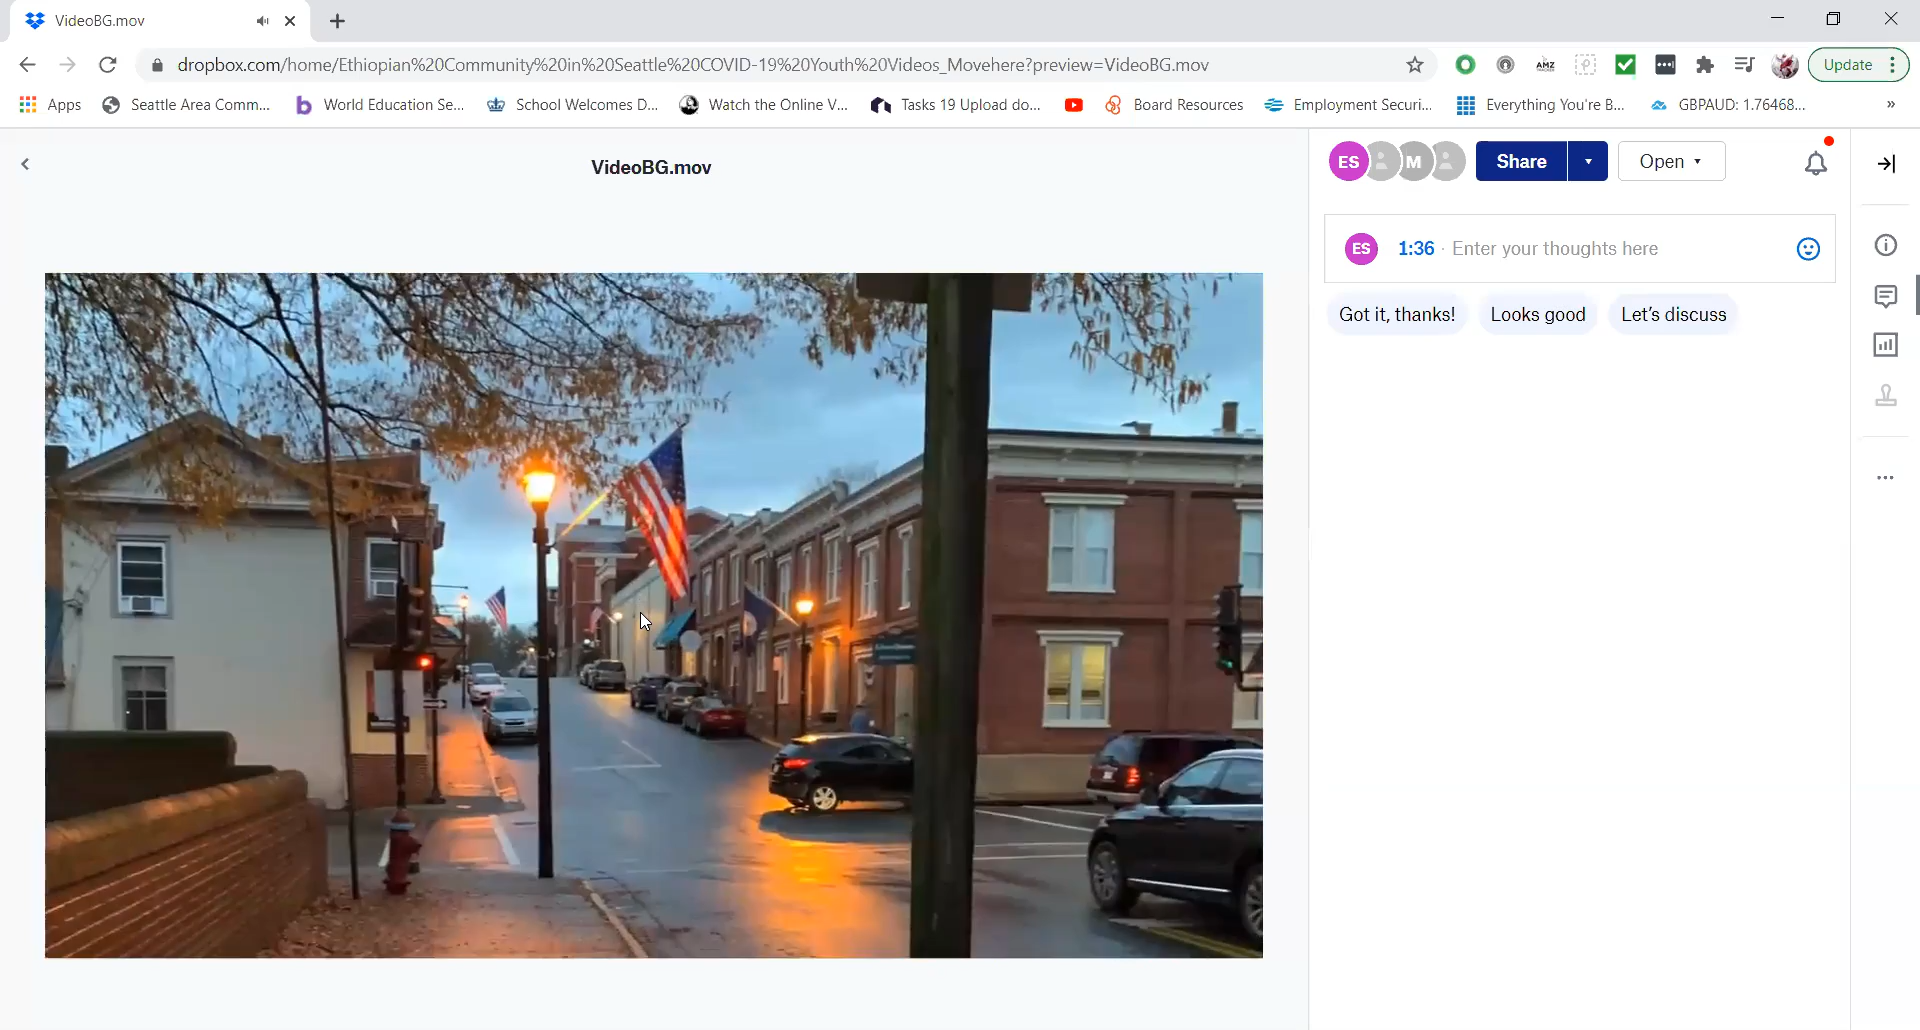 VideoBG.mov
dropbox.com/home/Ethiopian%20Community%20in%20Seattle%20COVID-19%20Youth%20Videos_Movehere?preview=VideoBG.mov
AMZ
Update
Apps
Seattle Area Comm...
World Education Se...
School Welcomes D...
Watch the Online V...
Tasks 19 Upload do...
Board Resources
Employment Securi...
Everything You're B...
GBPAUD: 1.76468...
»
VideoBG.mov
ES
M
Share
Open
ES
1:36 · Enter your thoughts here
Got it, thanks!
Looks good
Let's discuss